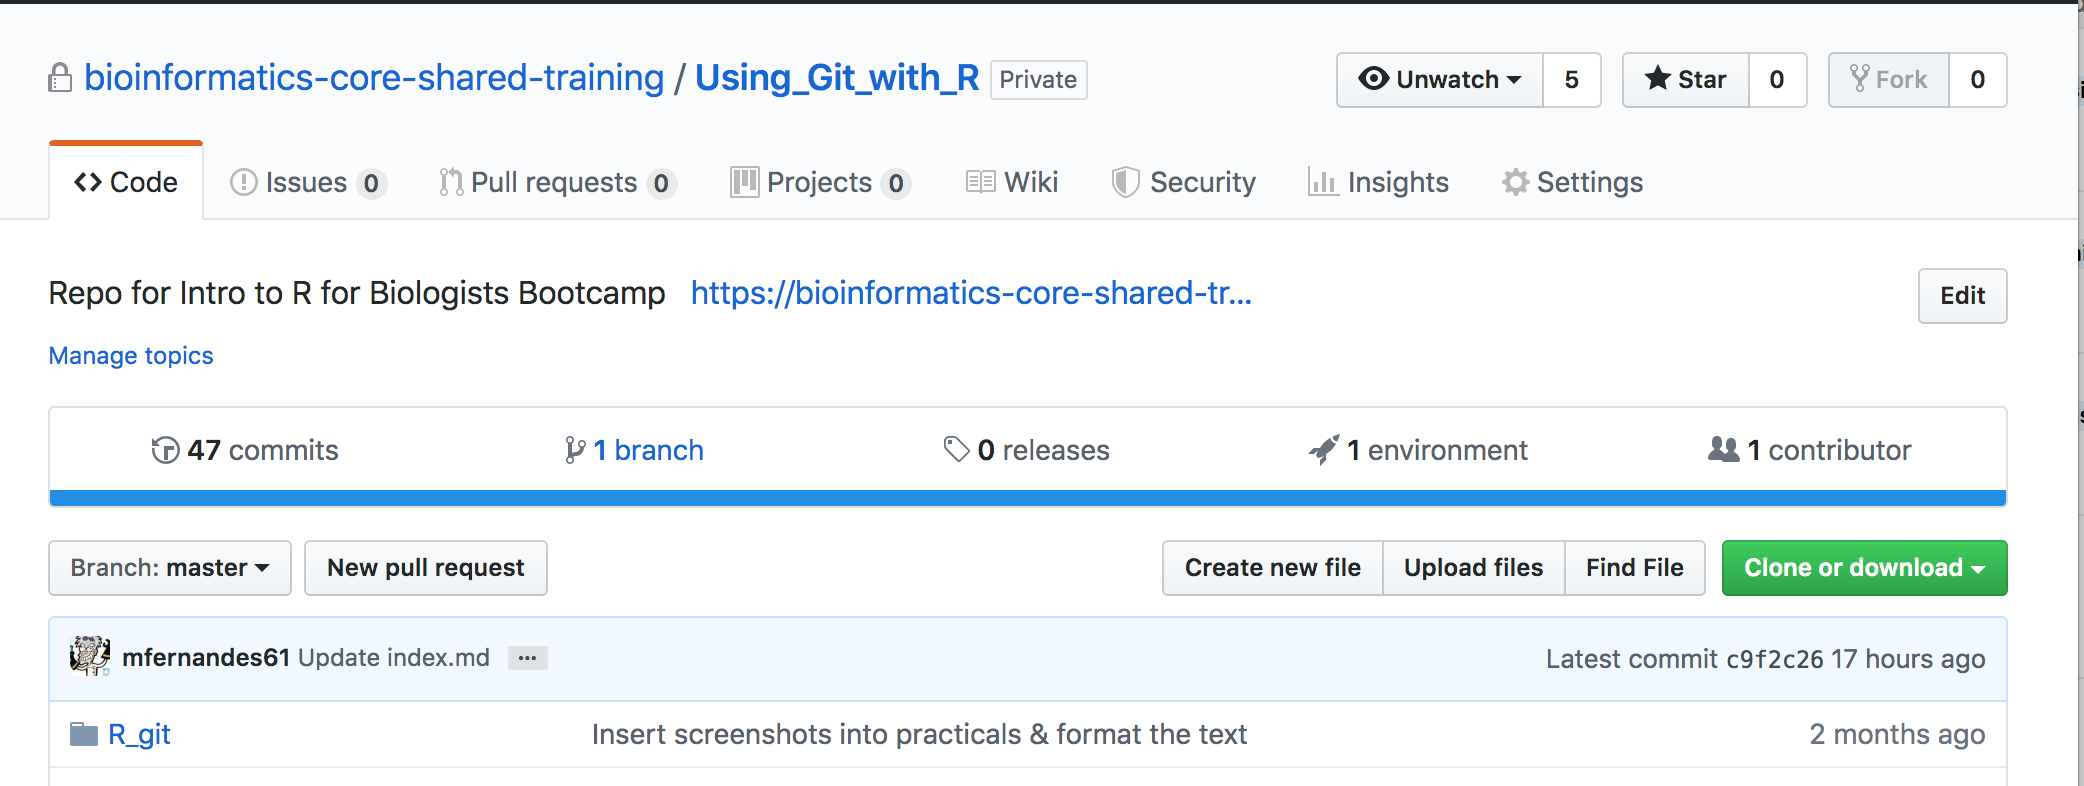 bioinformatics-core-shared-training / Using_Git_with_R Private Unwatch 5 Star 0 Fork 0
Code Issues 0 Pull requests 0 Projects 0 Wiki Security Insights Settings
Repo for Intro to R for Biologists Bootcamp https://bioinformatics-core-shared-tr... Edit
Manage topics
47 commits 1 branch 0 releases 1 environment 1 contributor
Branch: master New pull request Create new file Upload files Find File Clone or download
mfernandes61 Update index.md ... Latest commit c9f2c26 17 hours ago
R_git Insert screenshots into practicals & format the text 2 months ago